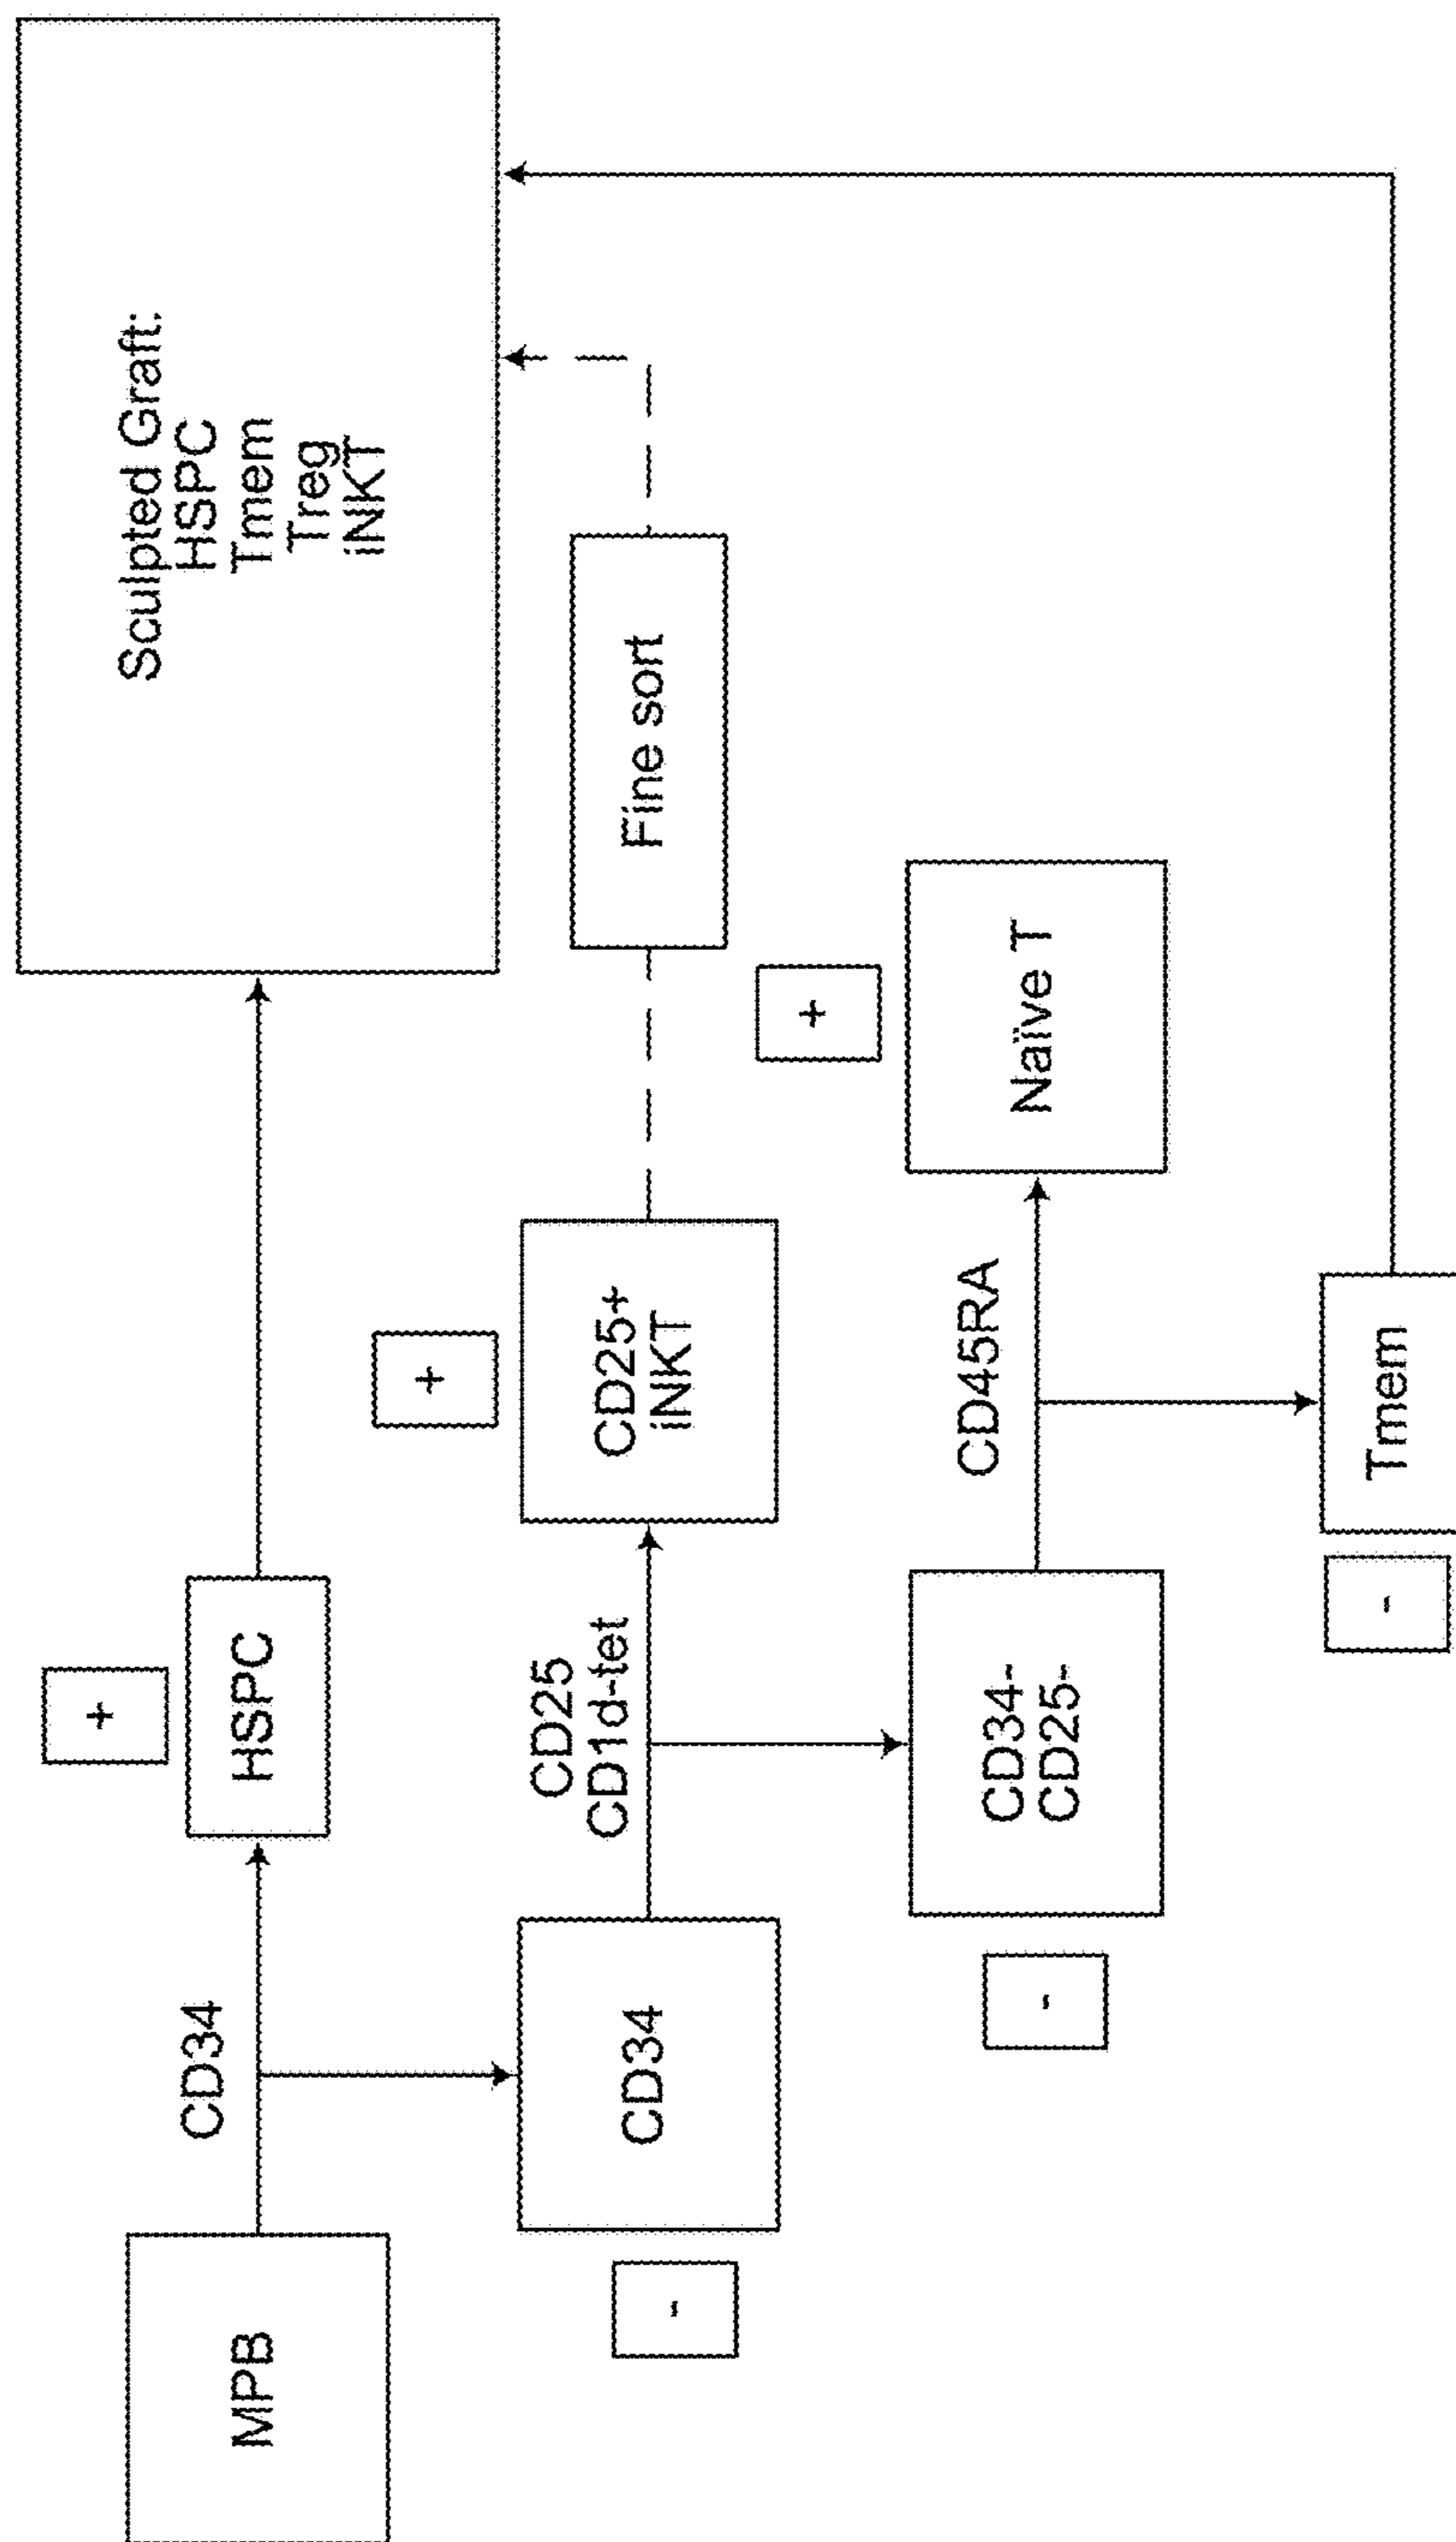 MPB
CD34
+
HSPC
Sculpted Graft:
HSPC
Tmem
Treg
iNKT
-
CD34
CD25
CD1d-tet
+
CD25+
iNKT
Fine sort
-
CD34-
CD25-
CD45RA
+
Naïve T
-
Tmem